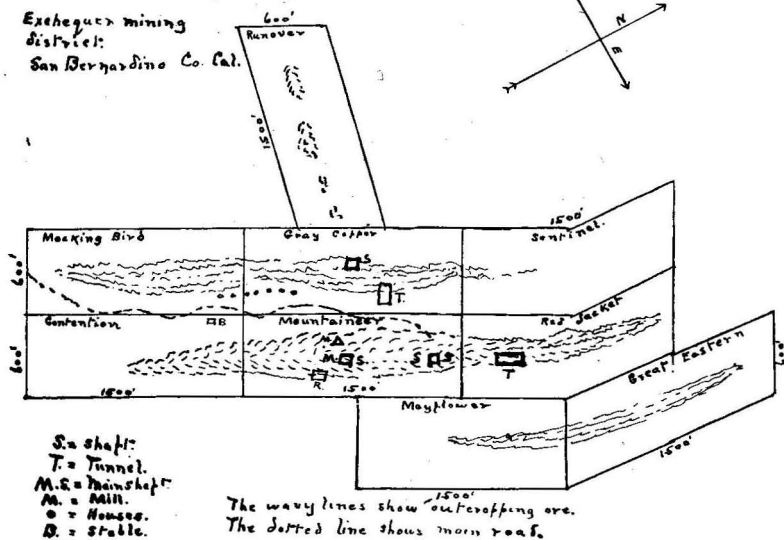 Exchequer mining
district.
San Bernardino Co. Cal.
600'
Runover
1500'
N
E
Mocking Bird
Gray Copper
1500'
Sentinel.
600'
S
T.
Contention
B
Mountaineer
Red Jacket
600'
M
M. S.
S
S
T
R.
1500'
1500'
Mayflower
Great Eastern
600'
1500'
1500'
S. = shaft.
T. = Tunnel.
M.S. = Mainshaft
M. = Mill.
• = Houses.
B. = Stable.
The wavy lines show outcropping ore.
The dotted line shows main road.